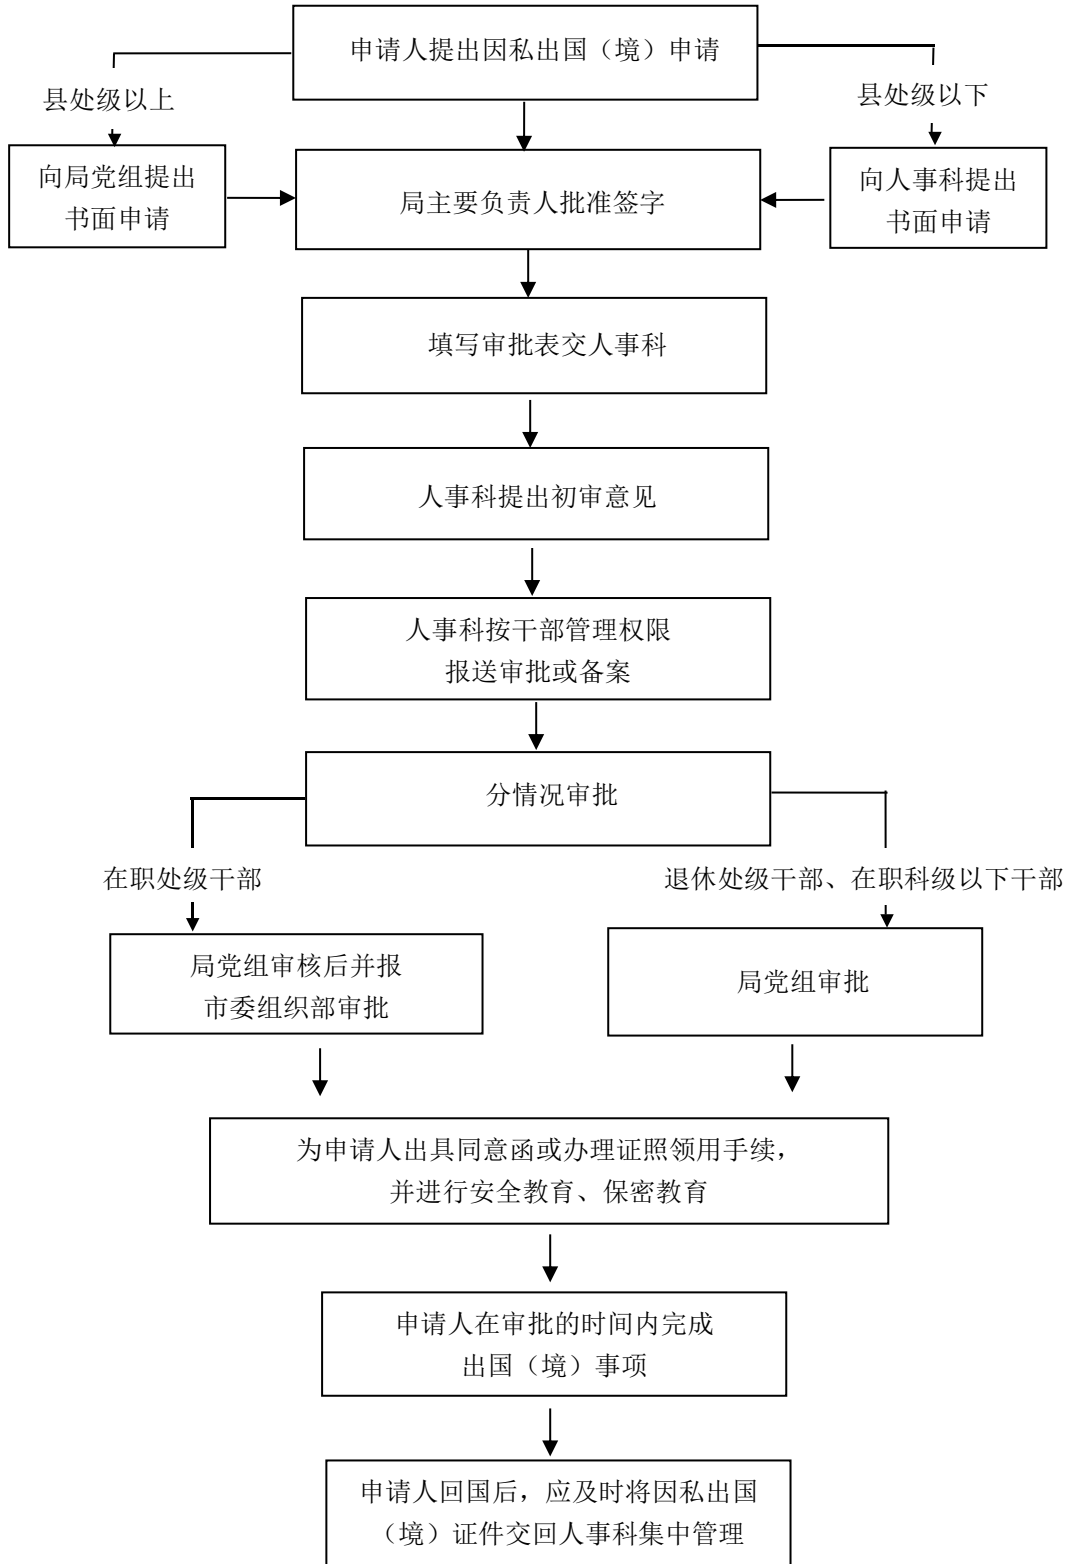 申请人提出因私出国（境）申请
县处级以上
县处级以下
向局党组提出
书面申请
局主要负责人批准签字
向人事科提出
书面申请
填写审批表交人事科
人事科提出初审意见
人事科按干部管理权限
报送审批或备案
分情况审批
在职处级干部
退休处级干部、在职科级以下干部
局党组审核后并报
市委组织部审批
局党组审批
为申请人出具同意函或办理证照领用手续，
并进行安全教育、保密教育
申请人在审批的时间内完成
出国（境）事项
申请人回国后，应及时将因私出国
（境）证件交回人事科集中管理